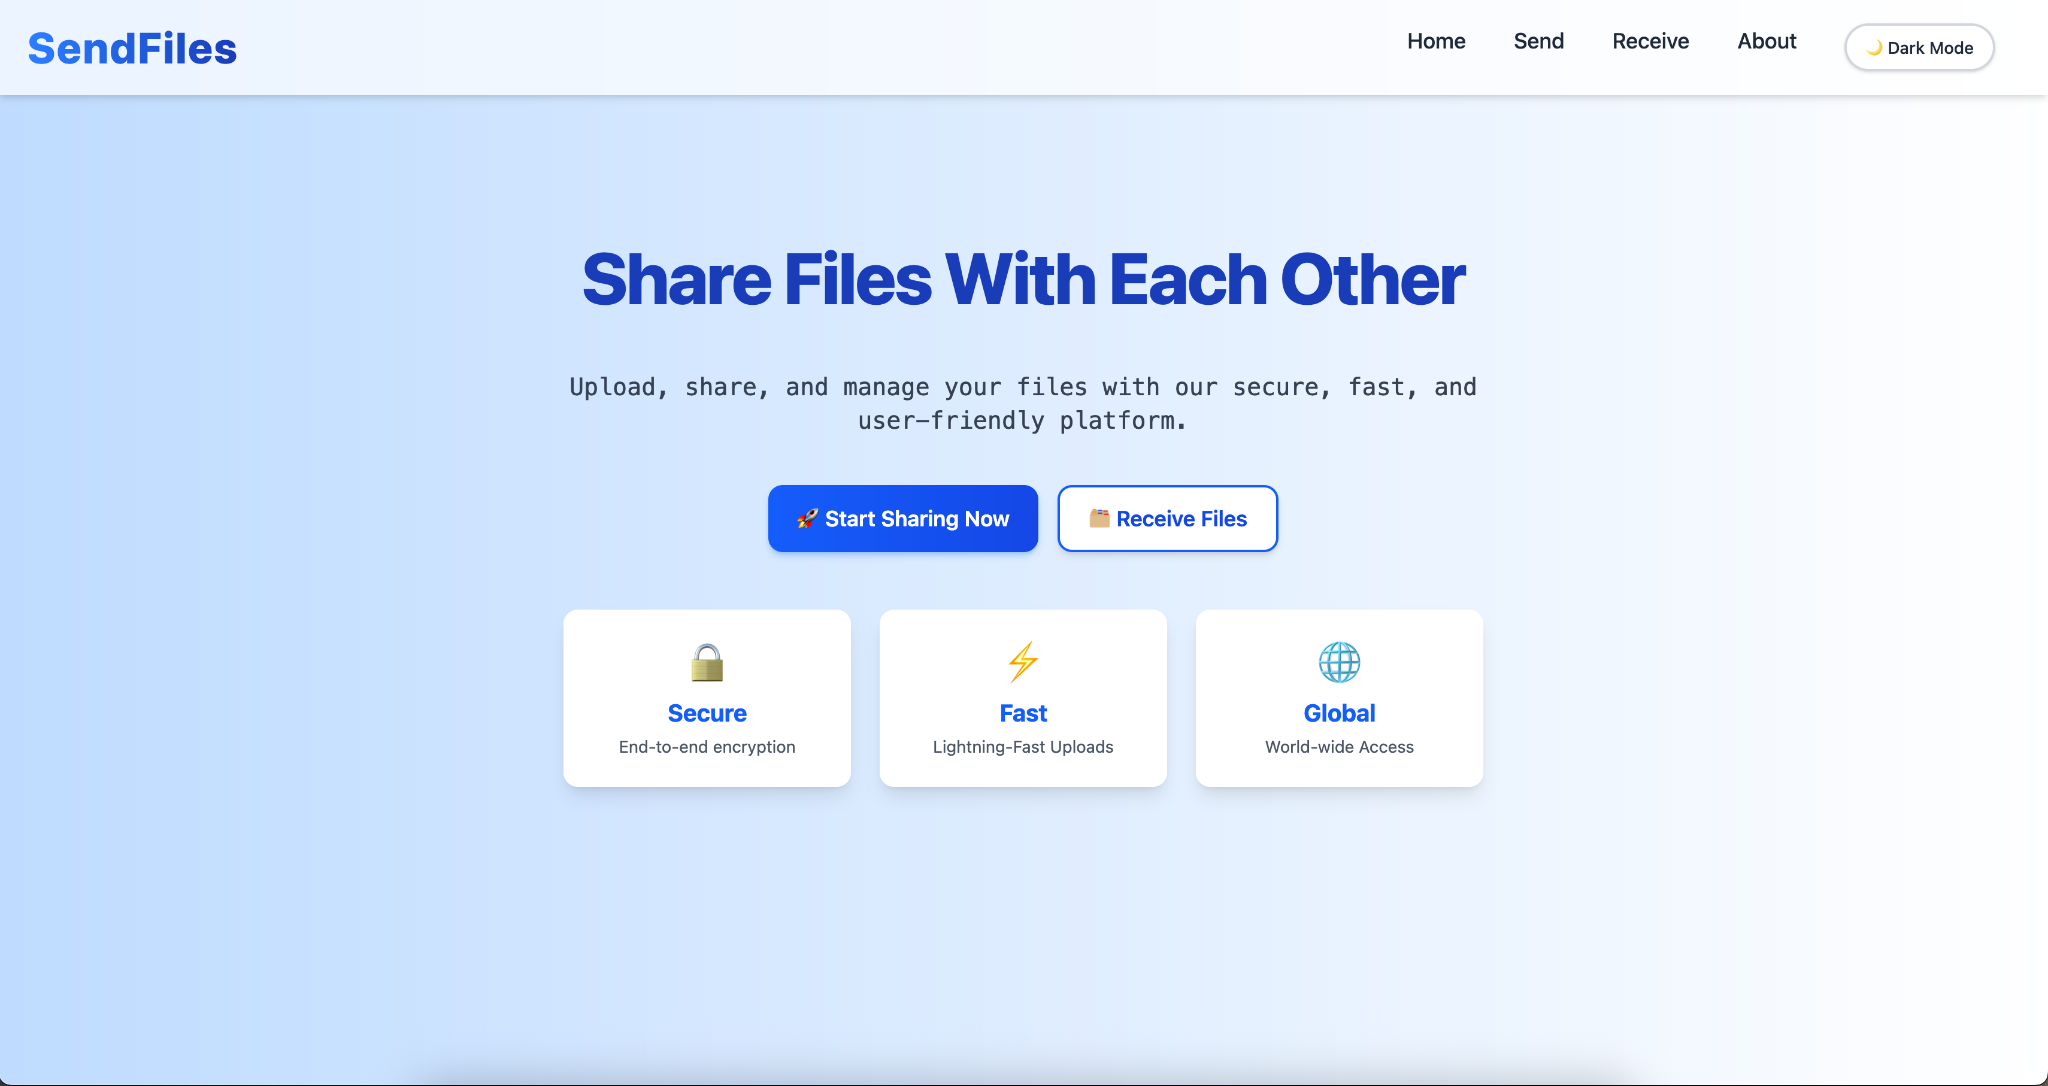 SendFiles
Home
Send
Receive
About
🌙 Dark Mode
Share Files With Each Other
Upload, share, and manage your files with our secure, fast, and
user-friendly platform.
🚀 Start Sharing Now
🗂️ Receive Files
Secure
End-to-end encryption
Fast
Lightning-Fast Uploads
Global
World-wide Access